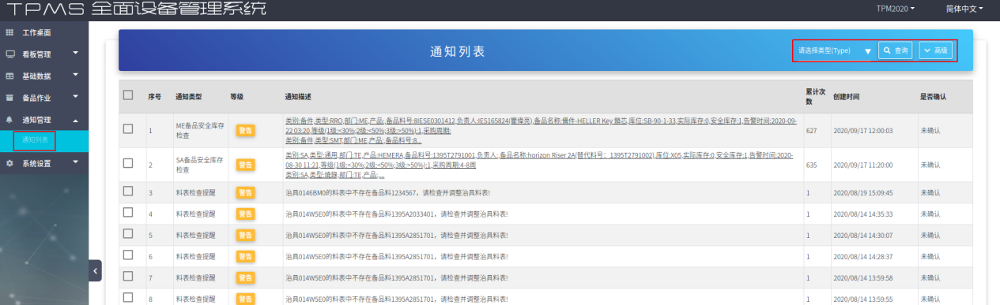 TPMS 全面设备管理系统
TPM2020
简体中文
工作桌面
看板管理
基础数据
备品作业
通知管理
通知列表
系统设置
通知列表
请选择类型(Type)
查询
高级
序号 通知类型 等级 通知描述 累计次数 创建时间 是否确认
1 ME备品安全库存检查 警告 类别:备件,类型:RRO,部门:ME,产品:,备品料号:8IESE0301412,负责人:IES165824(瞿偉亮),备品名称:備件-HELLER Key 鎖芯,库位:SB-90-1-33,实际库存:0,安全库存:1,告警时间:2020-09-
22 03:20,等级(1级:<30%;2级:<50%;3级:>50%):1,采购周期:
类别:备件,类型:SMT,部门:ME,产品:,备品料号:8... 627 2020/09/17 12:00:03 未确认
2 SA备品安全库存检查 警告 类别:SA,类型:通用,部门:TE,产品:HEMERA,备品料号:1395T2791001,负责人:,备品名称:horizon Riser 2A(替代料号：1395T2791002),库位:X05,实际库存:0,安全库存:1,告警时间:2020-
08-30 11:21,等级(1级:<30%;2级:<50%;3级:>50%):1,采购周期:4-8周
类别:SA,类型:燒錄,部门:TE,产品:,... 635 2020/09/17 11:20:00 未确认
3 料表检查提醒 警告 治具0146BM0的料表中不存在备品料1234567，请检查并调整治具料表! 1 2020/08/19 15:09:45 未确认
4 料表检查提醒 警告 治具014W5E0的料表中不存在备品料1395A2033401，请检查并调整治具料表! 1 2020/08/14 14:35:33 未确认
5 料表检查提醒 警告 治具014W5E0的料表中不存在备品料1395A2851701，请检查并调整治具料表! 1 2020/08/14 14:30:07 未确认
6 料表检查提醒 警告 治具014W5E0的料表中不存在备品料1395A2851701，请检查并调整治具料表! 1 2020/08/14 14:28:37 未确认
7 料表检查提醒 警告 治具014W5E0的料表中不存在备品料1395A2851701，请检查并调整治具料表! 1 2020/08/14 13:59:58 未确认
8 料表检查提醒 警告 治具014W5E0的料表中不存在备品料1395A2851701，请检查并调整治具料表! 1 2020/08/14 13:59:55 未确认